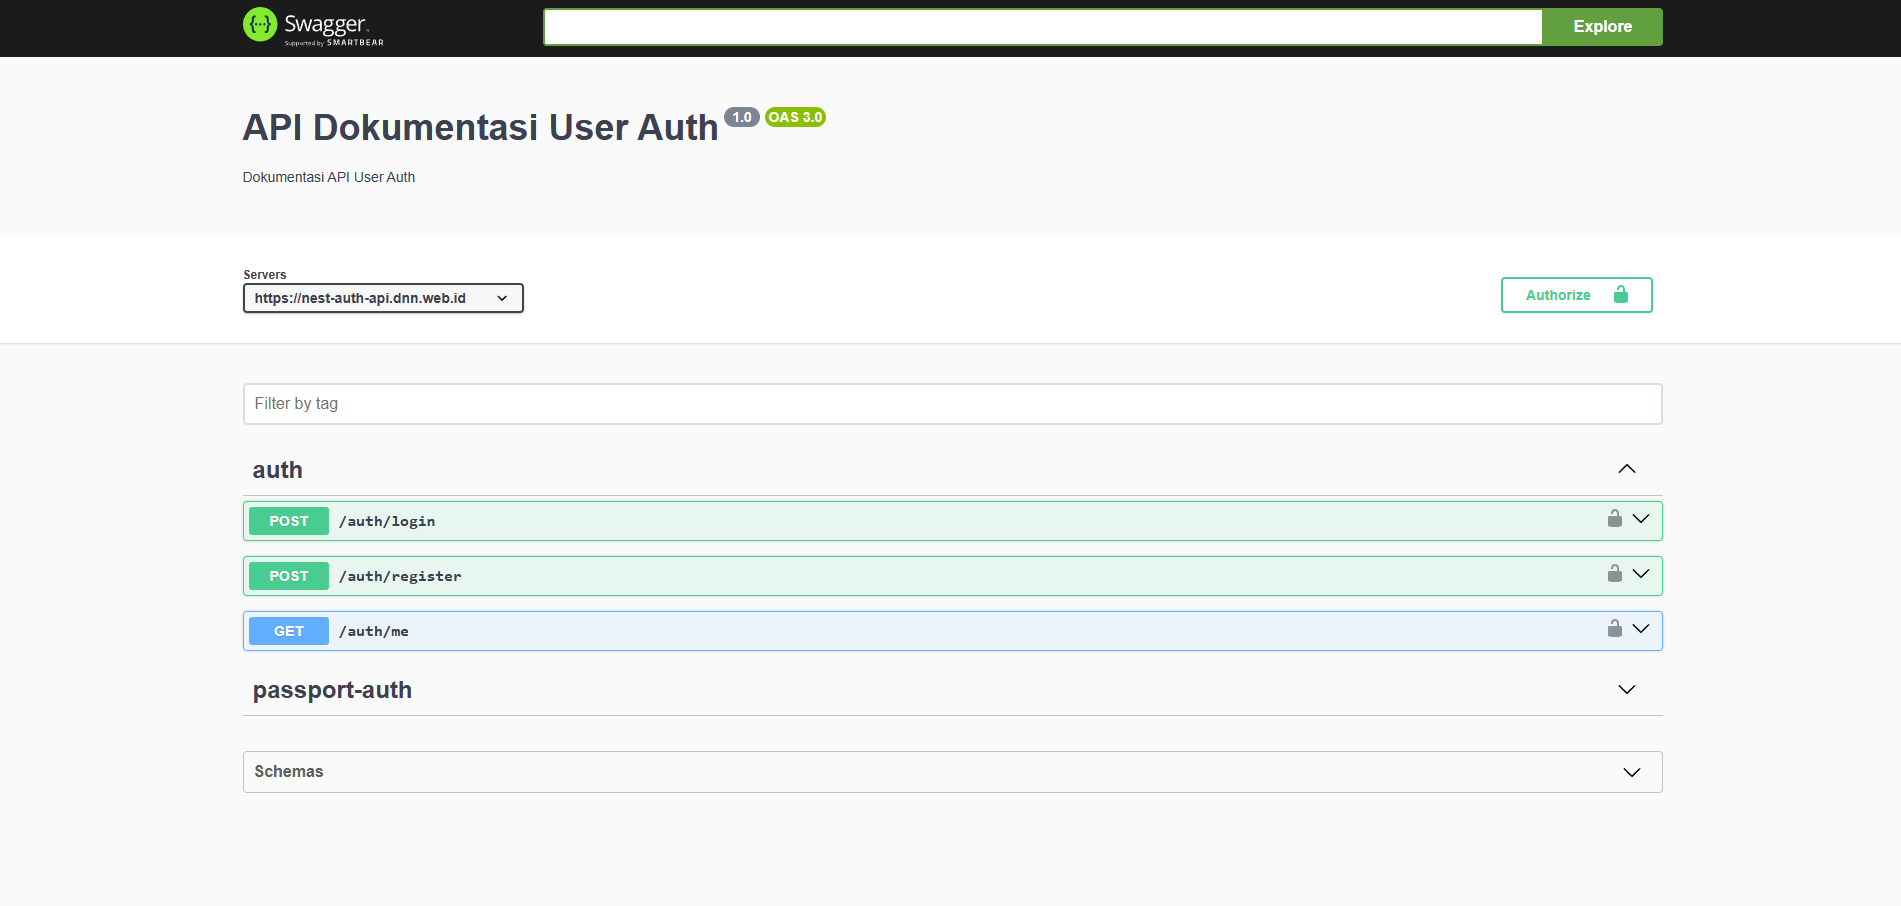 Swagger
Supported by SMARTBEAR
Explore
API Dokumentasi User Auth 1.0 OAS 3.0
Dokumentasi API User Auth
Servers
https://nest-auth-api.dnn.web.id
Authorize
Filter by tag
auth
POST /auth/login
POST /auth/register
GET /auth/me
passport-auth
Schemas